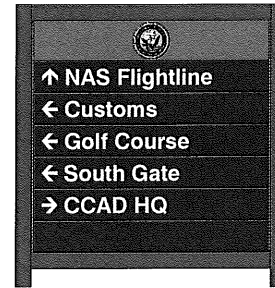 ↑ NAS Flightline
← Customs
← Golf Course
← South Gate
→ CCAD HQ